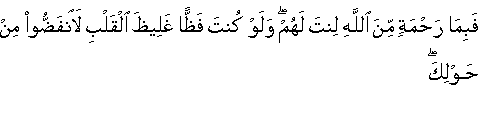 فَبِمَا رَحْمَةٍ مِّنَ ٱللَّهِ لِنتَ لَهُمْ ۖ وَلَوْ كُنتَ فَظًّا غَلِيظَ ٱلْقَلْبِ لَٱنفَضُّوا۟ مِنْ
حَوْلِكَ ۖ